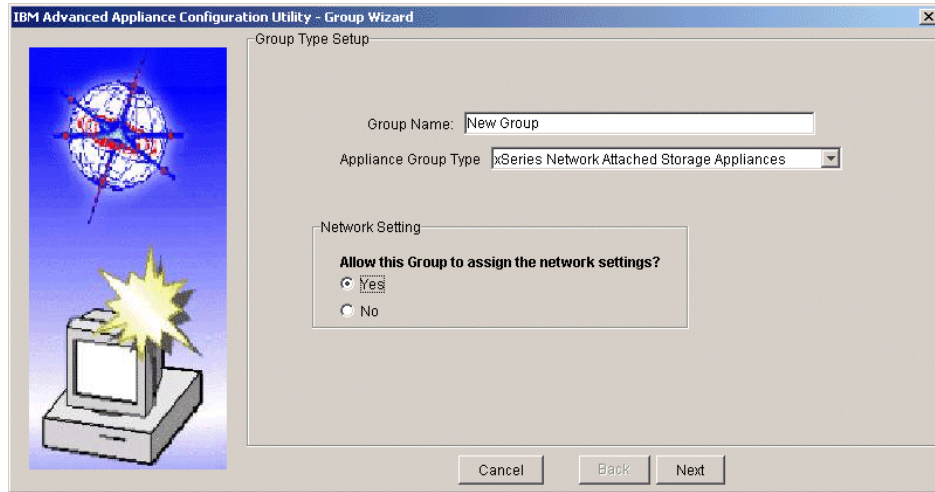 IBM Advanced Appliance Configuration Utility - Group Wizard
Group Type Setup
Group Name: New Group
Appliance Group Type xSeries Network Attached Storage Appliances
Network Setting
Allow this Group to assign the network settings?
Yes
No
Cancel Back Next